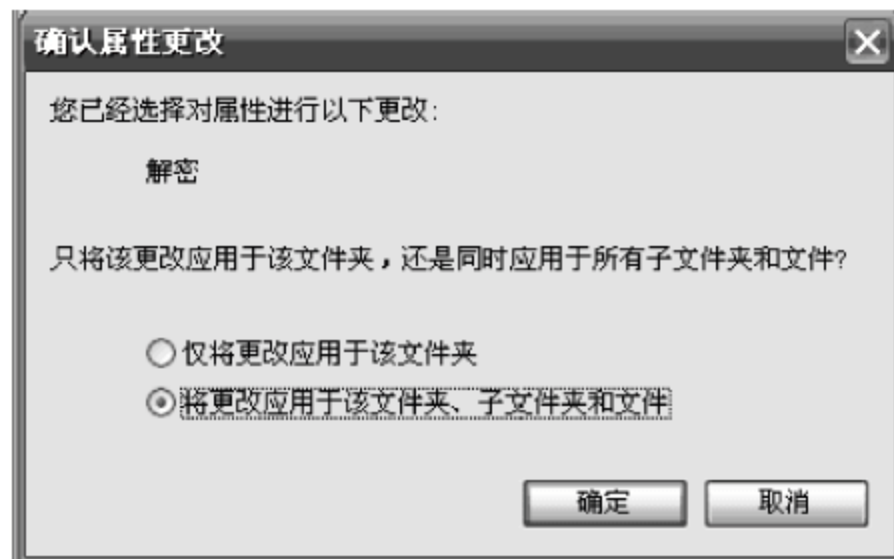 确认属性更改
您已经选择对属性进行以下更改:
解密
只将该更改应用于该文件夹,还是同时应用于所有子文件夹和文件?
仅将更改应用于该文件夹
将更改应用于该文件夹、子文件夹和文件
确定
取消